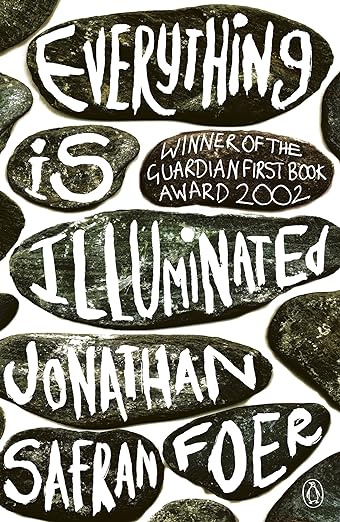 EVERYTHING
iS
WINNER OF THE
GUARDIAN FIRST BOOK
AWARD 2002
ILLUMiNATEd
JONATHAN
SAFRAN FOER